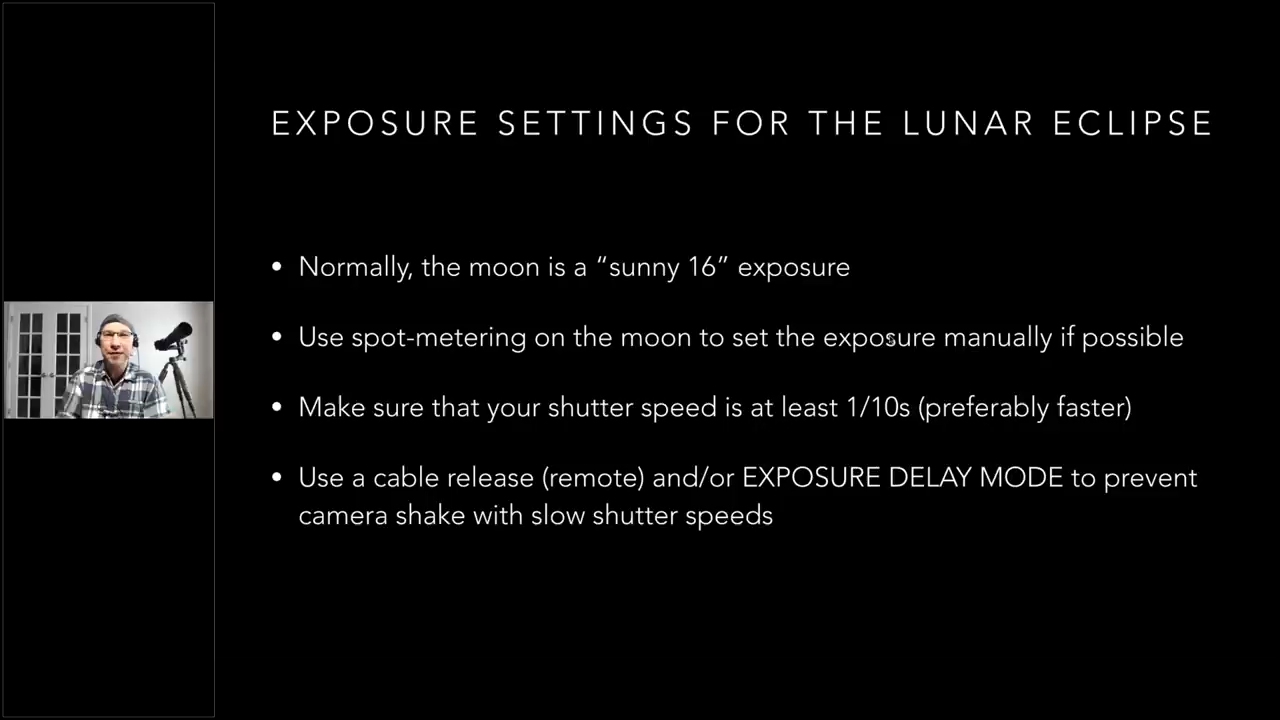 EXPOSURE SETTINGS FOR THE LUNAR ECLIPSE
• Normally, the moon is a “sunny 16” exposure
• Use spot-metering on the moon to set the exposure manually if possible
• Make sure that your shutter speed is at least 1/10s (preferably faster)
• Use a cable release (remote) and/or EXPOSURE DELAY MODE to prevent
camera shake with slow shutter speeds